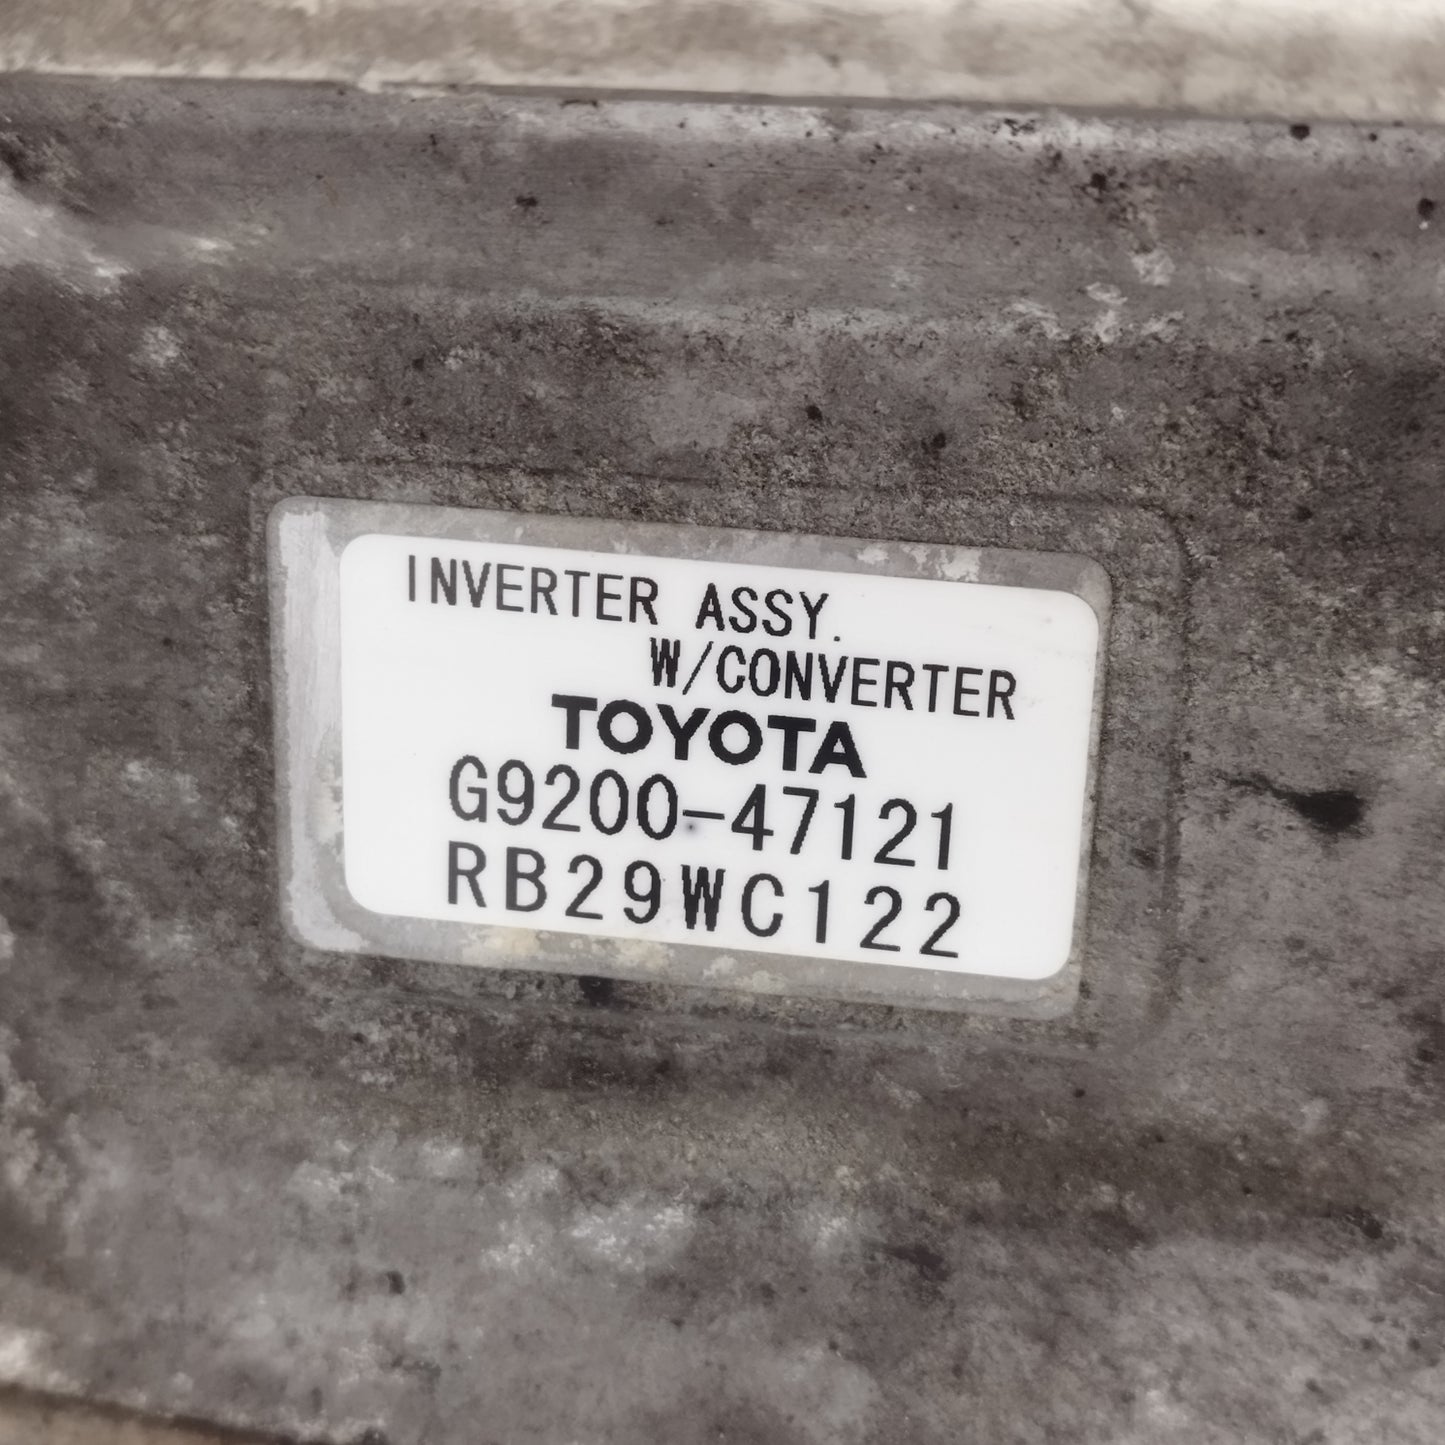 INVERTER ASSY.
W/CONVERTER
TOYOTA
G9200-47121
RB29WC122